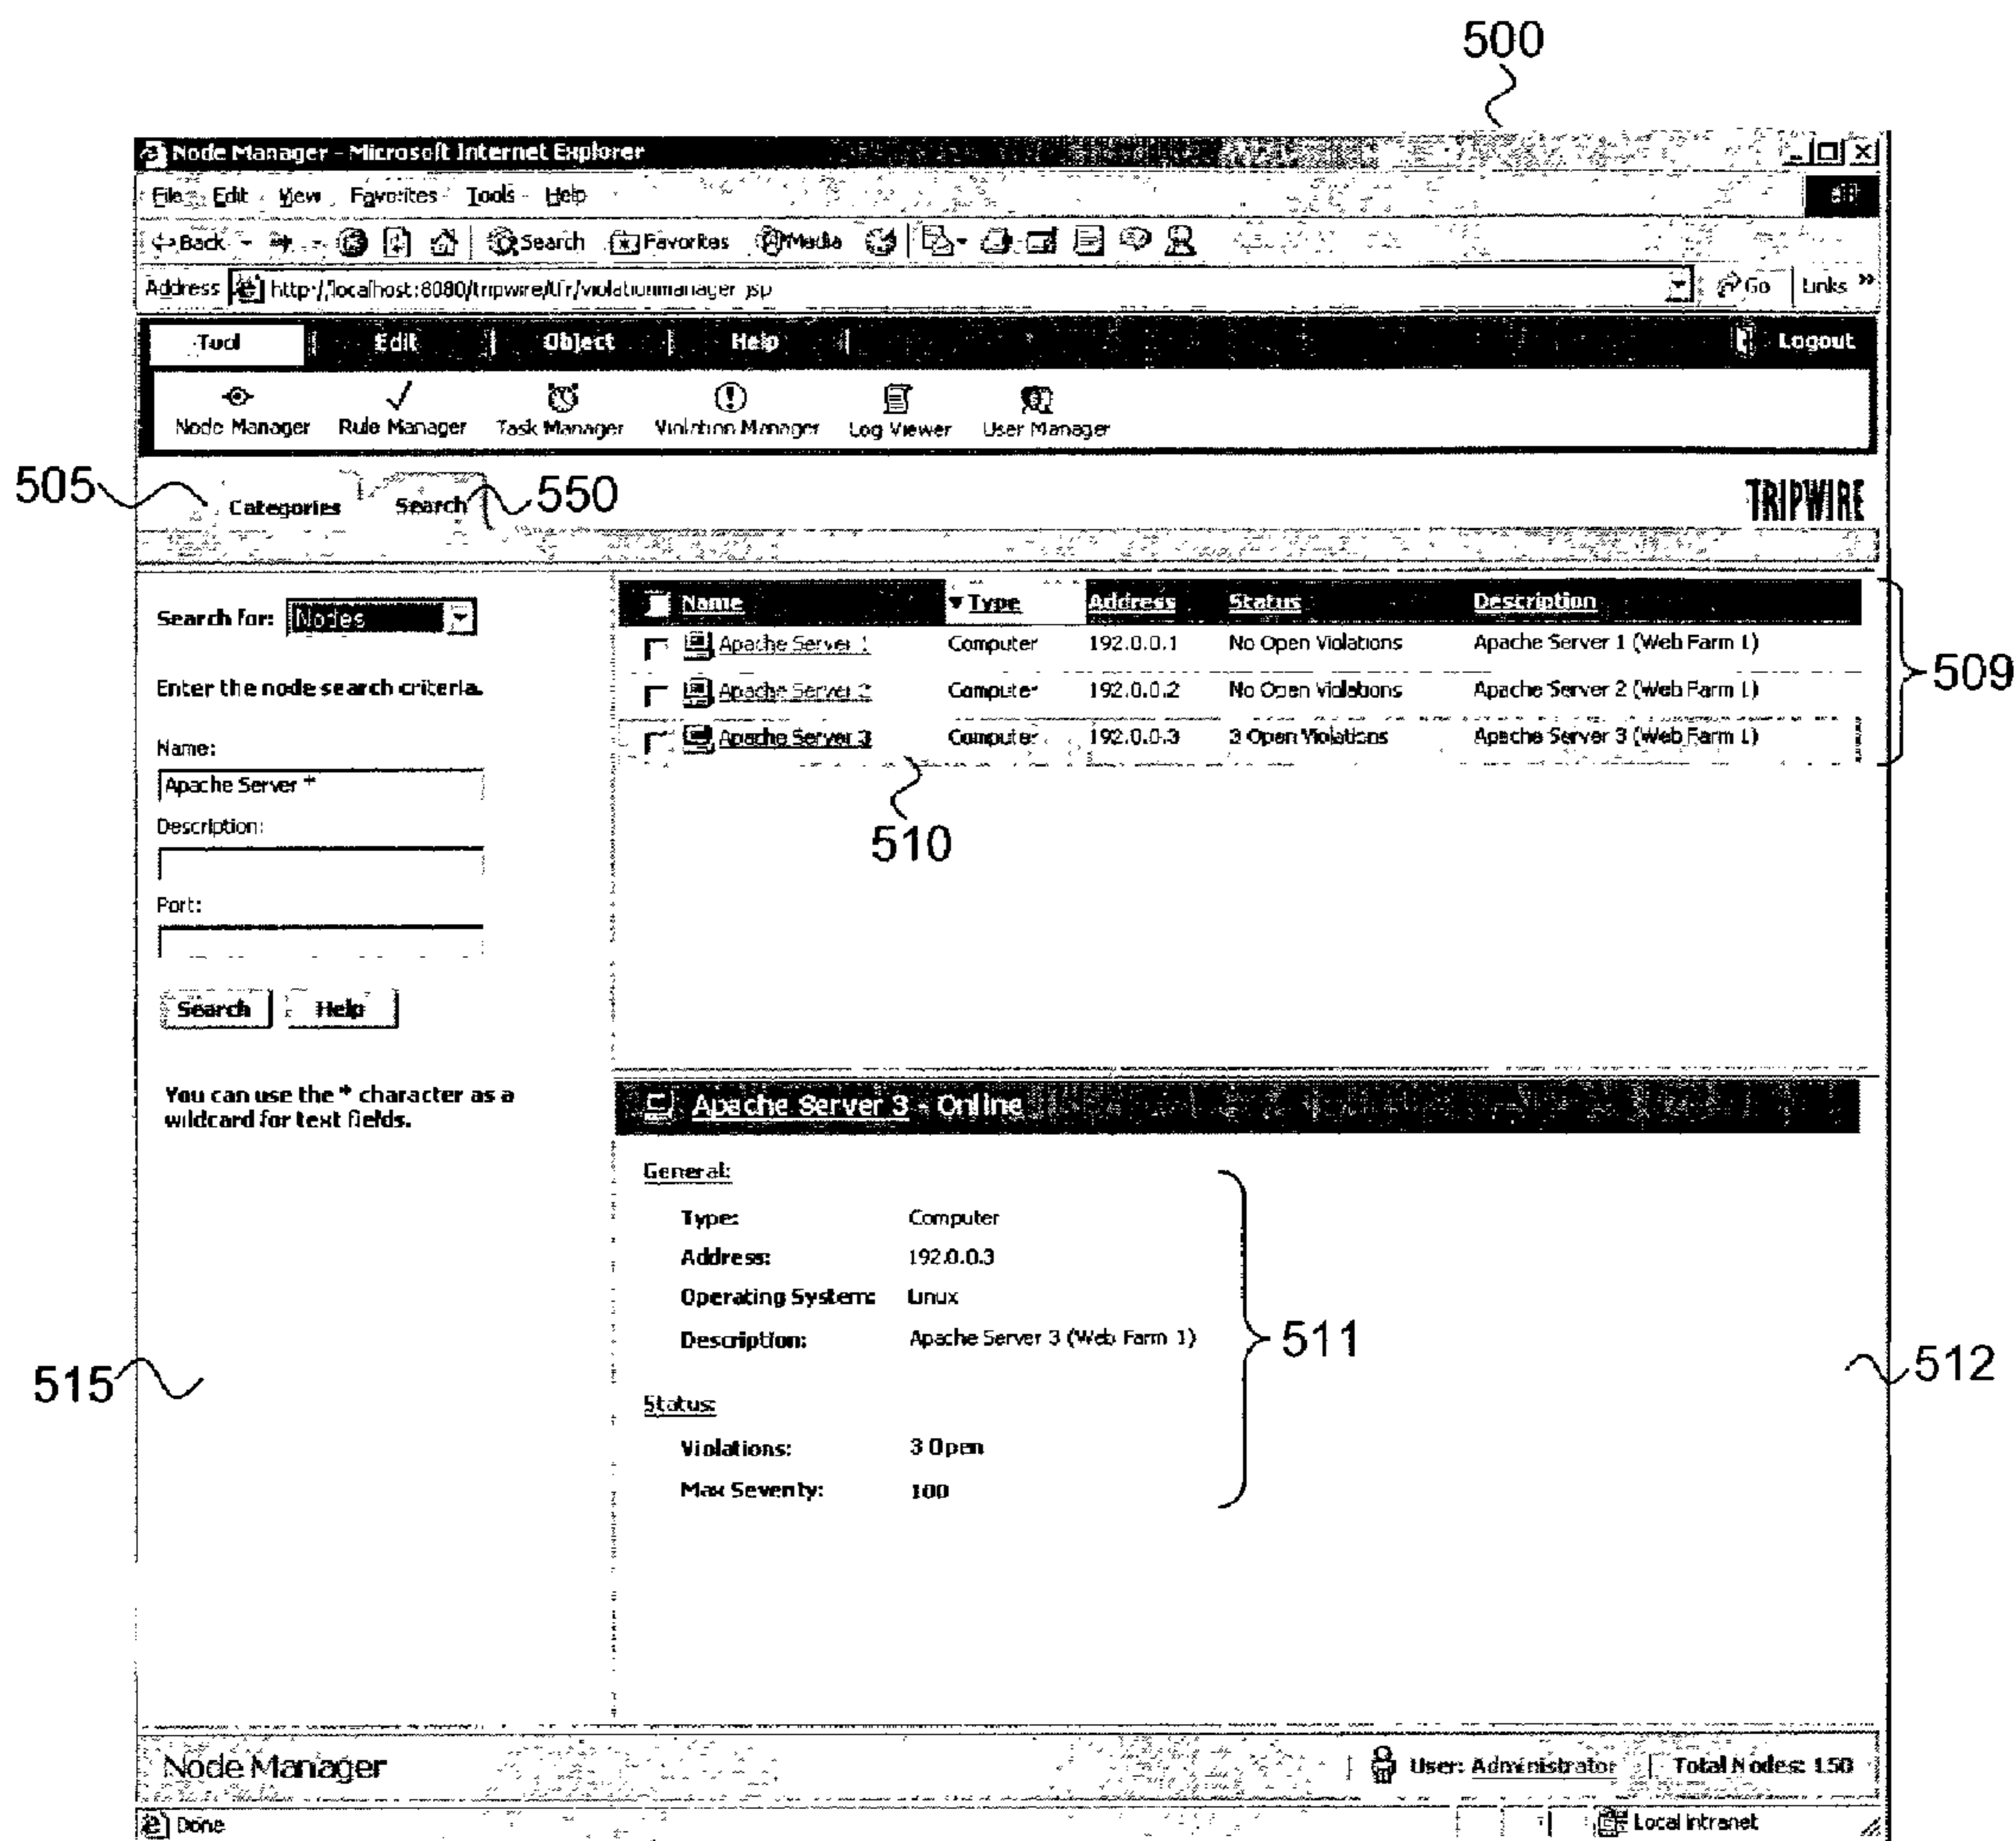 500
Node Manager - Microsoft Internet Explorer
File Edit View Favorites Tools Help
Back Search Favorites Media
Address http://localhost:8080/tripwire/tfr/violationmanager.jsp Go Links »
Tool Edit Object Help Logout
Node Manager Rule Manager Task Manager Violation Manager Log Viewer User Manager
505 Categories Search 550 TRIPWIRE
Search for: Nodes
Enter the node search criteria.
Name:
Apache Server *
Description:
Port:
Search Help
You can use the * character as a
wildcard for text fields.
Name Type Address Status Description
Apache Server 1 Computer 192.0.0.1 No Open Violations Apache Server 1 (Web Farm 1)
Apache Server 2 Computer 192.0.0.2 No Open Violations Apache Server 2 (Web Farm 1)
Apache Server 3 Computer 192.0.0.3 3 Open Violations Apache Server 3 (Web Farm 1)
509
510
Apache Server 3 - Online
General:
Type: Computer
Address: 192.0.0.3
Operating System: Linux
Description: Apache Server 3 (Web Farm 1)
Status:
Violations: 3 Open
Max Severity: 100
511
512
515
Node Manager User: Administrator Total Nodes: 150
Done Local intranet